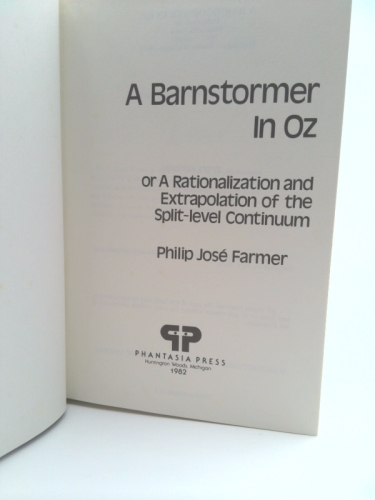 A Barnstormer
In Oz
or A Rationalization and
Extrapolation of the
Split-level Continuum
Philip José Farmer
PHANTASIA PRESS
Huntington Woods, Michigan
1982